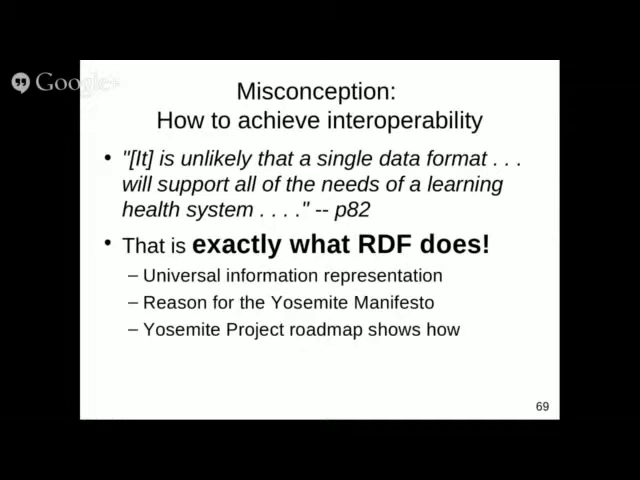 Google+
Misconception:
How to achieve interoperability
• "[It] is unlikely that a single data format . . .
will support all of the needs of a learning
health system . . . ." -- p82
• That is exactly what RDF does!
– Universal information representation
– Reason for the Yosemite Manifesto
– Yosemite Project roadmap shows how
69